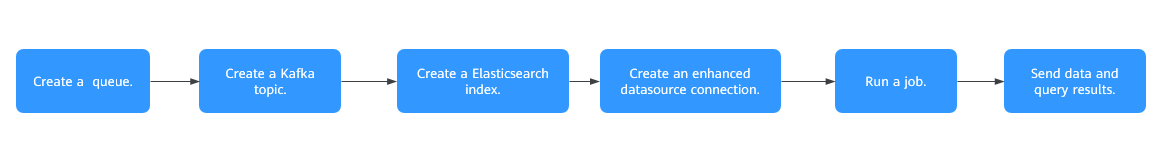 Create a  queue.
Create a Kafka
topic.
Create a Elasticsearch
index.
Create an enhanced
datasource connection.
Run a job.
Send data and
query results.